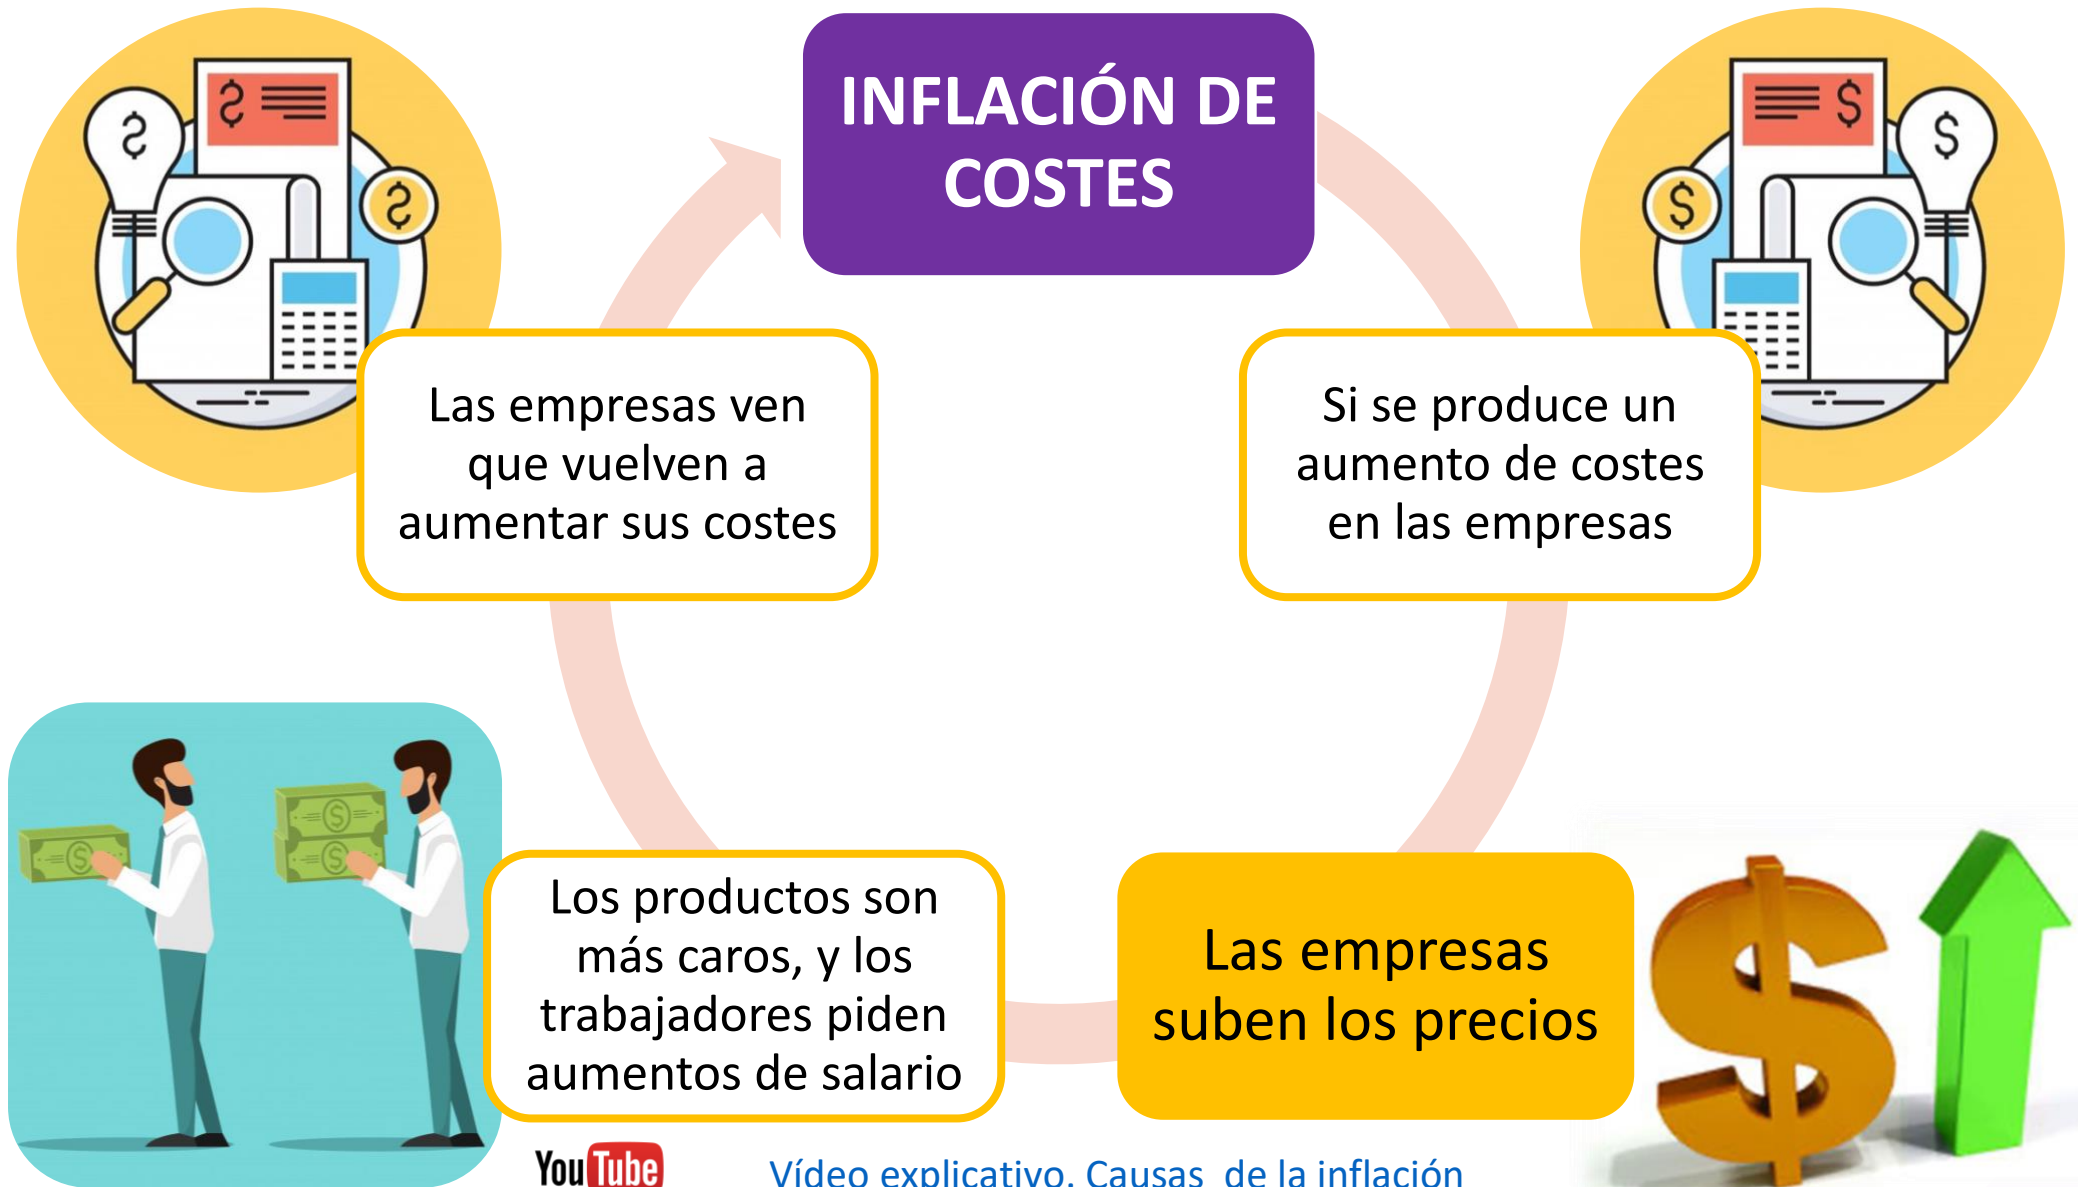 INFLACIÓN DE
COSTES
Si se produce un
aumento de costes
en las empresas
Las empresas
suben los precios
Los productos son
más caros, y los
trabajadores piden
aumentos de salario
Las empresas ven
que vuelven a
aumentar sus costes
YouTube
Vídeo explicativo. Causas de la inflación